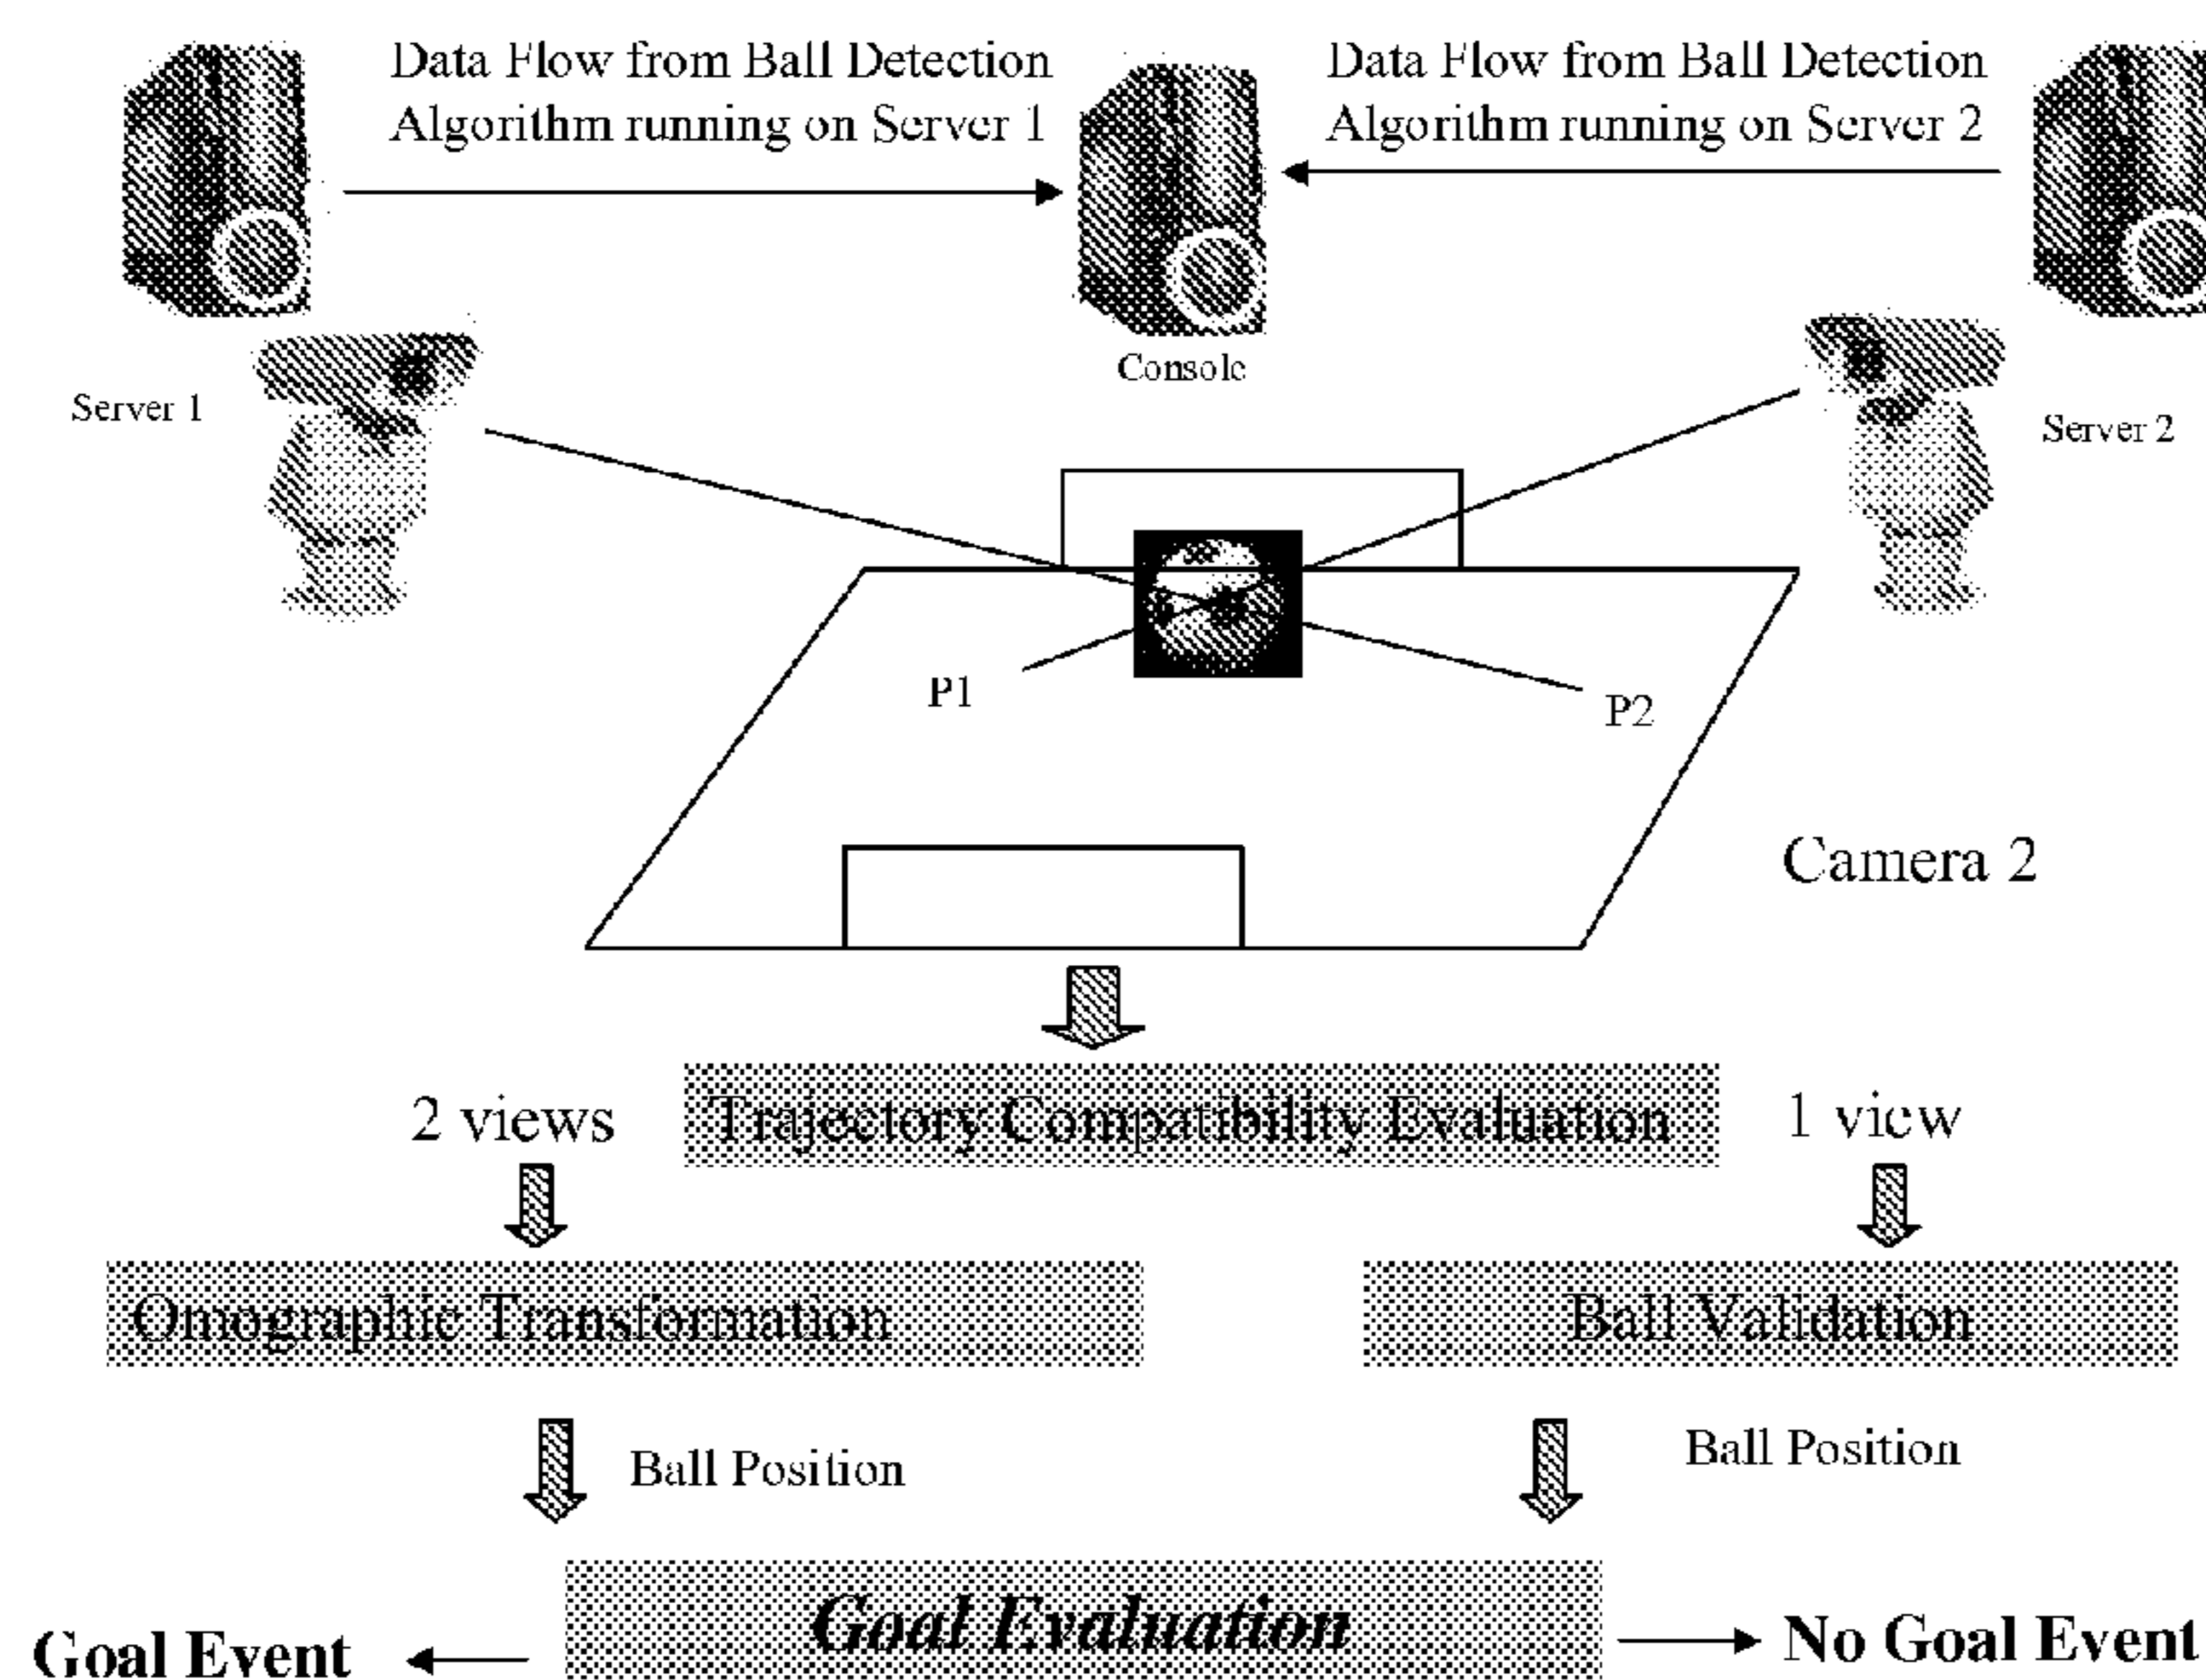 Data Flow from Ball Detection
Algorithm running on Server 1
Data Flow from Ball Detection
Algorithm running on Server 2
Console
Server 1
Server 2
P1
P2
Camera 2
2 views
Trajectory Compatibility Evaluation
1 view
Omographic Transformation
Ball Validation
Ball Position
Ball Position
Goal Evaluation
Goal Event
No Goal Event